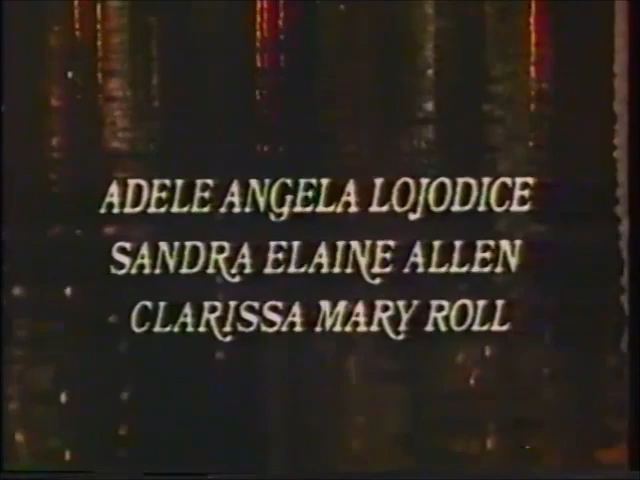 ADELE ANGELA LOJODICE
SANDRA ELAINE ALLEN
CLARISSA MARY ROLL